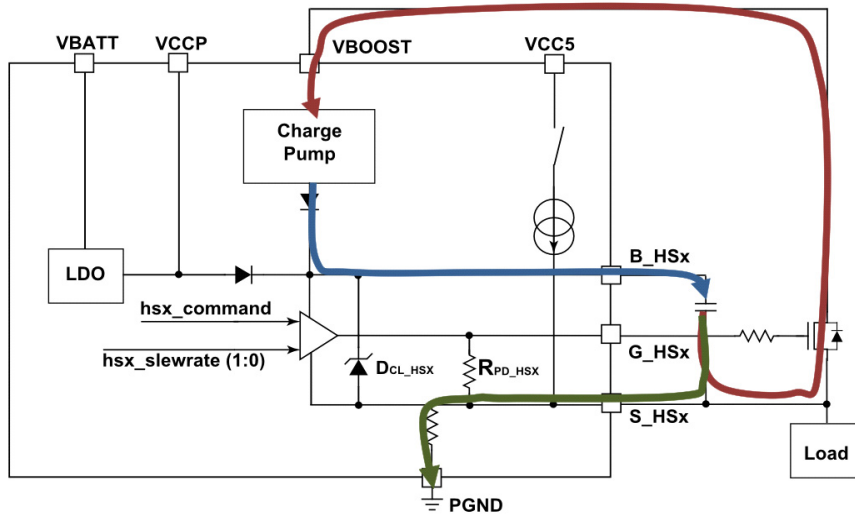 VBATT
VCCP
VBOOST
VCC5
Charge
Pump
LDO
B_HSx
hsx_command
G_HSx
hsx_slewrate (1:0)
DCL_HSX
RPD_HSX
S_HSx
Load
PGND